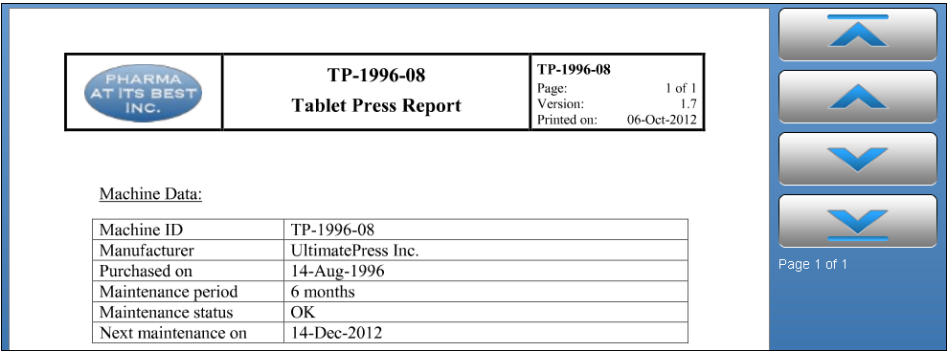 PHARMA
AT ITS BEST
INC.
TP-1996-08
Tablet Press Report
TP-1996-08
Page: 1 of 1
Version: 1.7
Printed on: 06-Oct-2012
Machine Data:
Machine ID TP-1996-08
Manufacturer UltimatePress Inc.
Purchased on 14-Aug-1996
Maintenance period 6 months
Maintenance status OK
Next maintenance on 14-Dec-2012
Page 1 of 1